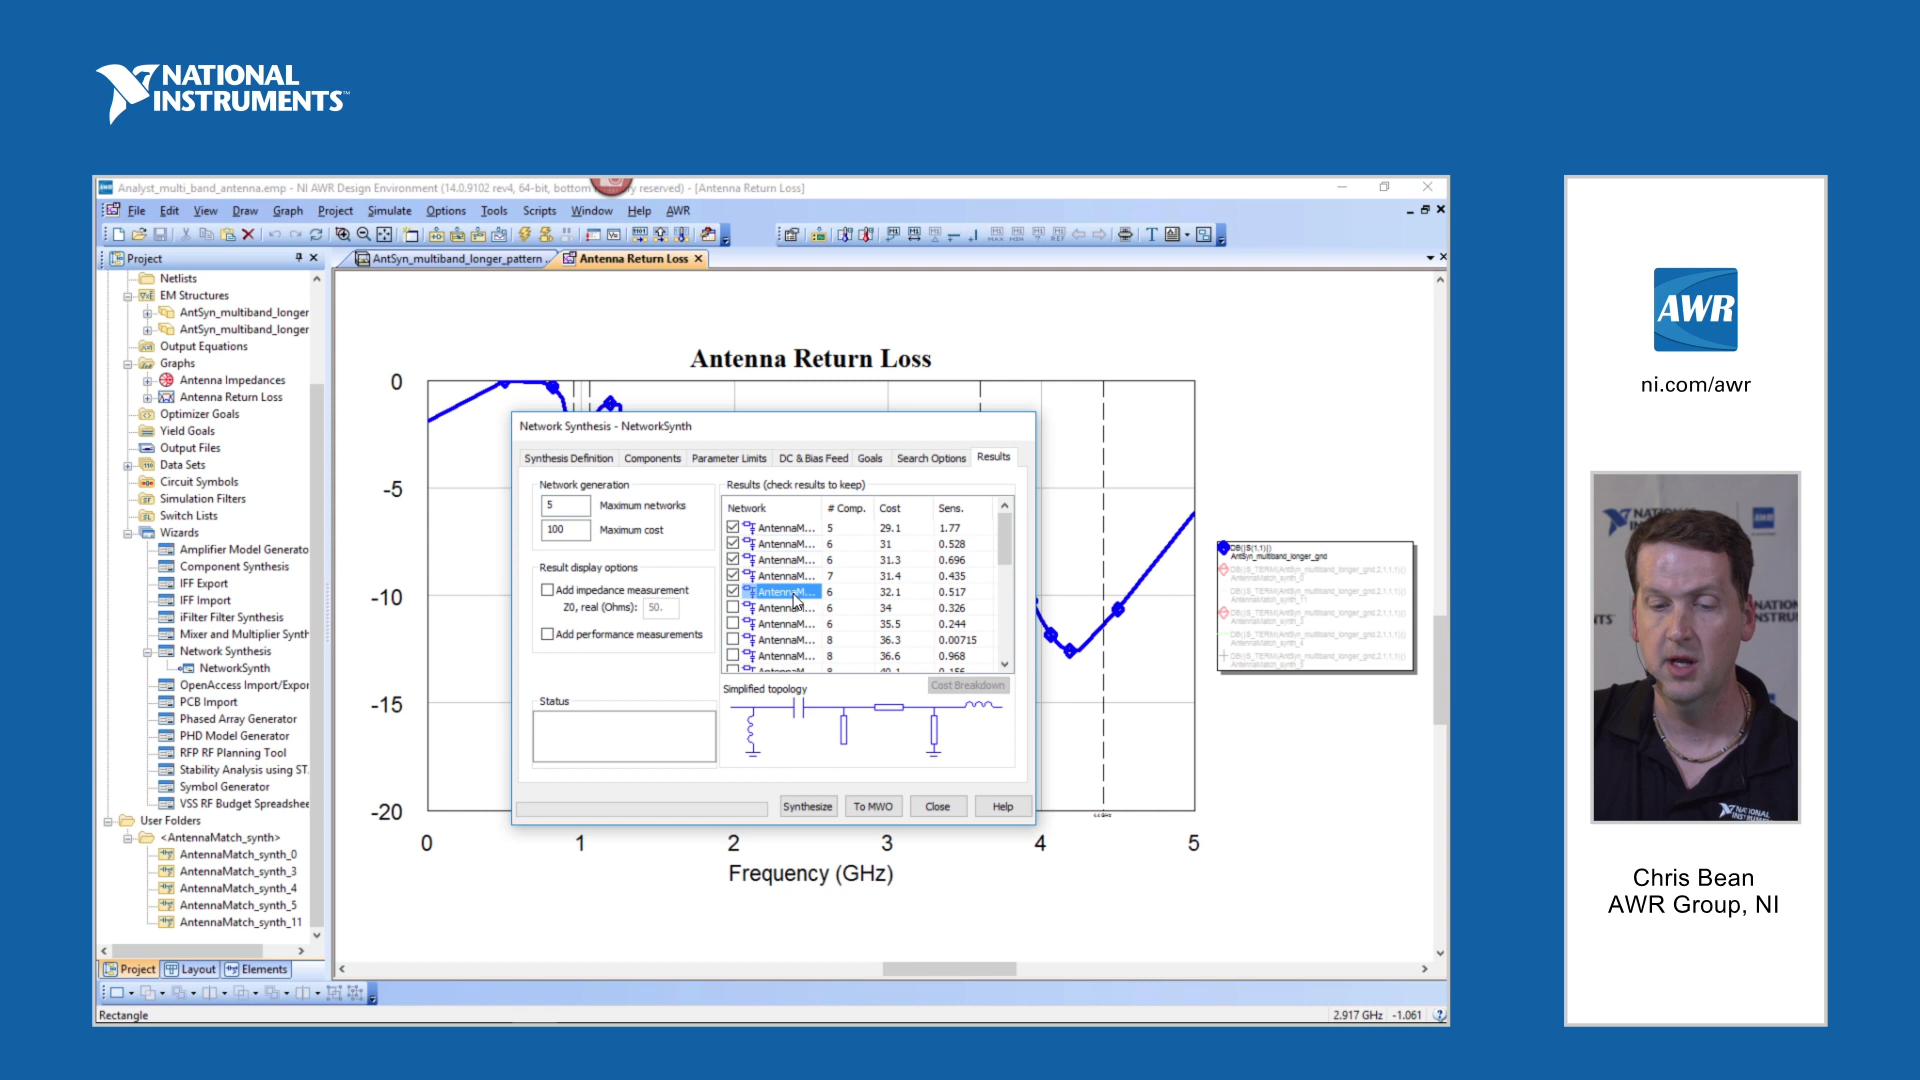 NATIONAL
INSTRUMENTS
Analyst_multi_band_antenna.emp - NI AWR Design Environment (14.0.9102 rev4, 64-bit, bottom reserved) - [Antenna Return Loss]
File Edit View Draw Graph Project Simulate Options Tools Scripts Window Help AWR
Project
AntSyn_multiband_longer_pattern
Antenna Return Loss
Netlists
EM Structures
AntSyn_multiband_longer
AntSyn_multiband_longer
Output Equations
Graphs
Antenna Impedances
Antenna Return Loss
Optimizer Goals
Yield Goals
Output Files
Data Sets
Circuit Symbols
Simulation Filters
Switch Lists
Wizards
Amplifier Model Generato
Component Synthesis
IFF Export
IFF Import
iFilter Filter Synthesis
Mixer and Multiplier Synth
Network Synthesis
NetworkSynth
OpenAccess Import/Expor
PCB Import
Phased Array Generator
PHD Model Generator
RFP RF Planning Tool
Stability Analysis using ST.
Symbol Generator
VSS RF Budget Spreadshee
User Folders
<AntennaMatch_synth>
AntennaMatch_synth_0
AntennaMatch_synth_3
AntennaMatch_synth_4
AntennaMatch_synth_5
AntennaMatch_synth_11
Project Layout Elements
Rectangle
2.917 GHz -1.061
Antenna Return Loss
0
-5
-10
-15
-20
0 1 2 3 4 5
Frequency (GHz)
Network Synthesis - NetworkSynth
Synthesis Definition Components Parameter Limits DC & Bias Feed Goals Search Options Results
Network generation
5 Maximum networks
100 Maximum cost
Result display options
Add impedance measurement
Z0, real (Ohms): 50.
Add performance measurements
Status
Results (check results to keep)
Network # Comp. Cost Sens.
AntennaM... 5 29.1 1.77
AntennaM... 6 31 0.528
AntennaM... 6 31.3 0.696
AntennaM... 7 31.4 0.435
AntennaM... 6 32.1 0.517
AntennaM... 6 34 0.326
AntennaM... 6 35.5 0.244
AntennaM... 8 36.3 0.00715
AntennaM... 8 36.6 0.968
Simplified topology
Cost Breakdown
Synthesize To MWO Close Help
DB(|S(1,1)|)
AntSyn_multiband_longer_gnd
AWR
ni.com/awr
Chris Bean
AWR Group, NI